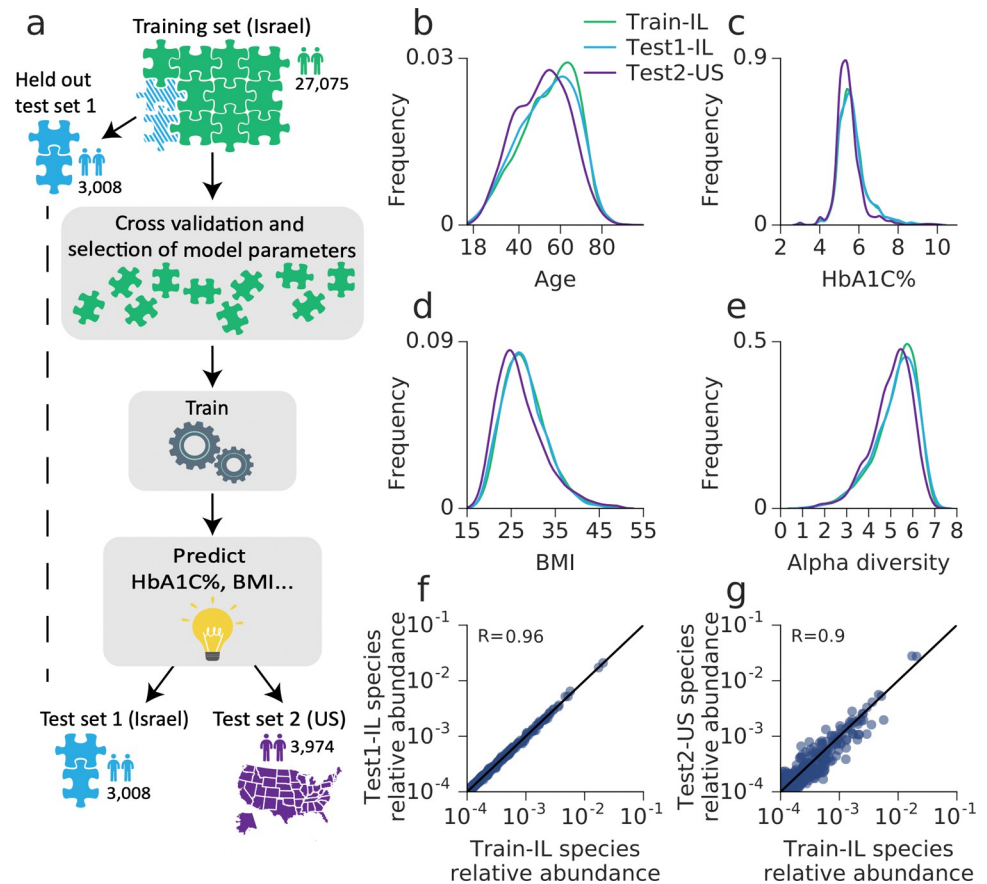 a
Training set (Israel)
27,075
Held out
test set 1
3,008
Cross validation and
selection of model parameters
Train
Predict
HbA1C%, BMI...
Test set 1 (Israel)
3,008
Test set 2 (US)
3,974
b
Train-IL
Test1-IL
Test2-US
0.03
0
Frequency
18 40 60 80
Age
c
0.9
0
Frequency
2 4 6 8 10
HbA1C%
d
0.09
0
Frequency
15 25 35 45 55
BMI
e
0.5
0
Frequency
0 1 2 3 4 5 6 7 8
Alpha diversity
f
R=0.96
Test1-IL species
relative abundance
10⁻¹
10⁻²
10⁻³
10⁻⁴
10⁻⁴ 10⁻³ 10⁻² 10⁻¹
Train-IL species
relative abundance
g
R=0.9
Test2-US species
relative abundance
10⁻¹
10⁻²
10⁻³
10⁻⁴
10⁻⁴ 10⁻³ 10⁻² 10⁻¹
Train-IL species
relative abundance